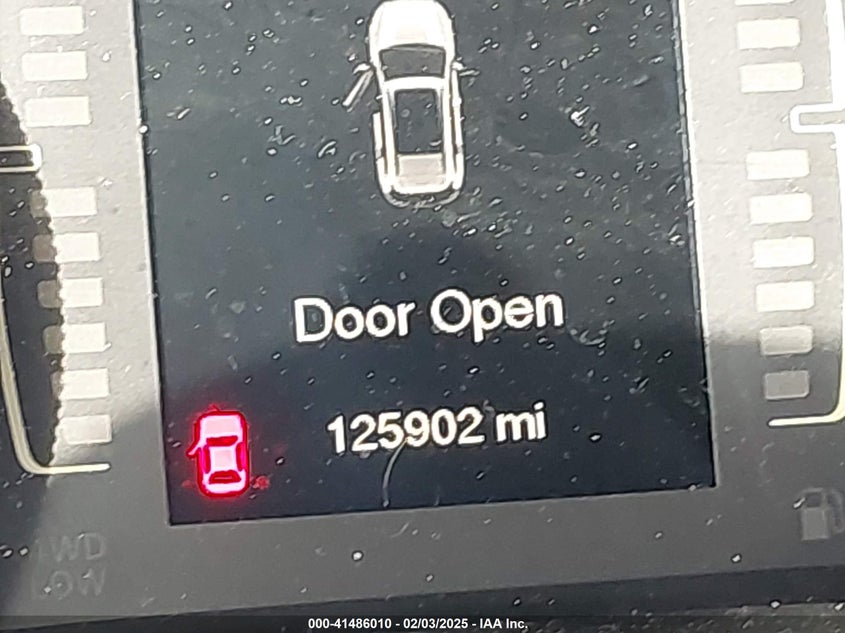 Door Open
125902 mi
4WD
LOW
000-41486010 - 02/03/2025 - IAA Inc.